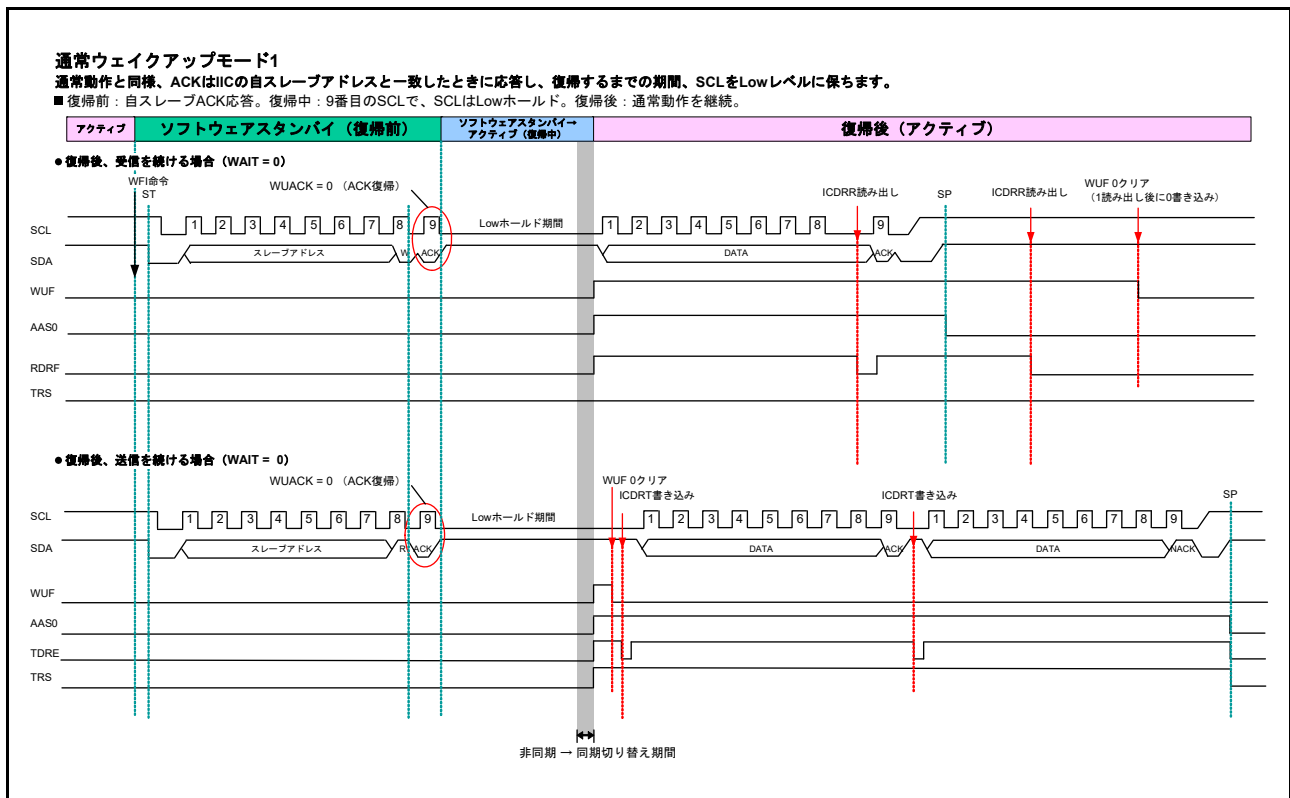 通常ウェイクアップモード1
通常動作と同様、ACKはIICの自スレーブアドレスと一致したときに応答し、復帰するまでの期間、SCLをLowレベルに保ちます。
■復帰前：自スレーブACK応答。復帰中：9番目のSCLで、SCLはLowホールド。復帰後：通常動作を継続。
アクティブ ソフトウェアスタンバイ（復帰前） ソフトウェアスタンバイ→ 復帰後（アクティブ）
アクティブ（復帰中）
●復帰後、受信を続ける場合（WAIT = 0）
WFI命令
ST
WUACK = 0 （ACK復帰）
ICDRR読み出し
SP
ICDRR読み出し
WUF 0クリア
（1読み出し後に0書き込み）
SCL 1 2 3 4 5 6 7 8 9 Lowホールド期間 1 2 3 4 5 6 7 8 9
SDA スレーブアドレス W ACK DATA ACK
WUF
AAS0
RDRF
TRS
●復帰後、送信を続ける場合（WAIT = 0）
WUACK = 0 （ACK復帰）
WUF 0クリア
ICDRT書き込み
ICDRT書き込み
SP
SCL 1 2 3 4 5 6 7 8 9 Lowホールド期間 1 2 3 4 5 6 7 8 9 1 2 3 4 5 6 7 8 9
SDA スレーブアドレス R ACK DATA ACK DATA NACK
WUF
AAS0
TDRE
TRS
非同期 → 同期切り替え期間